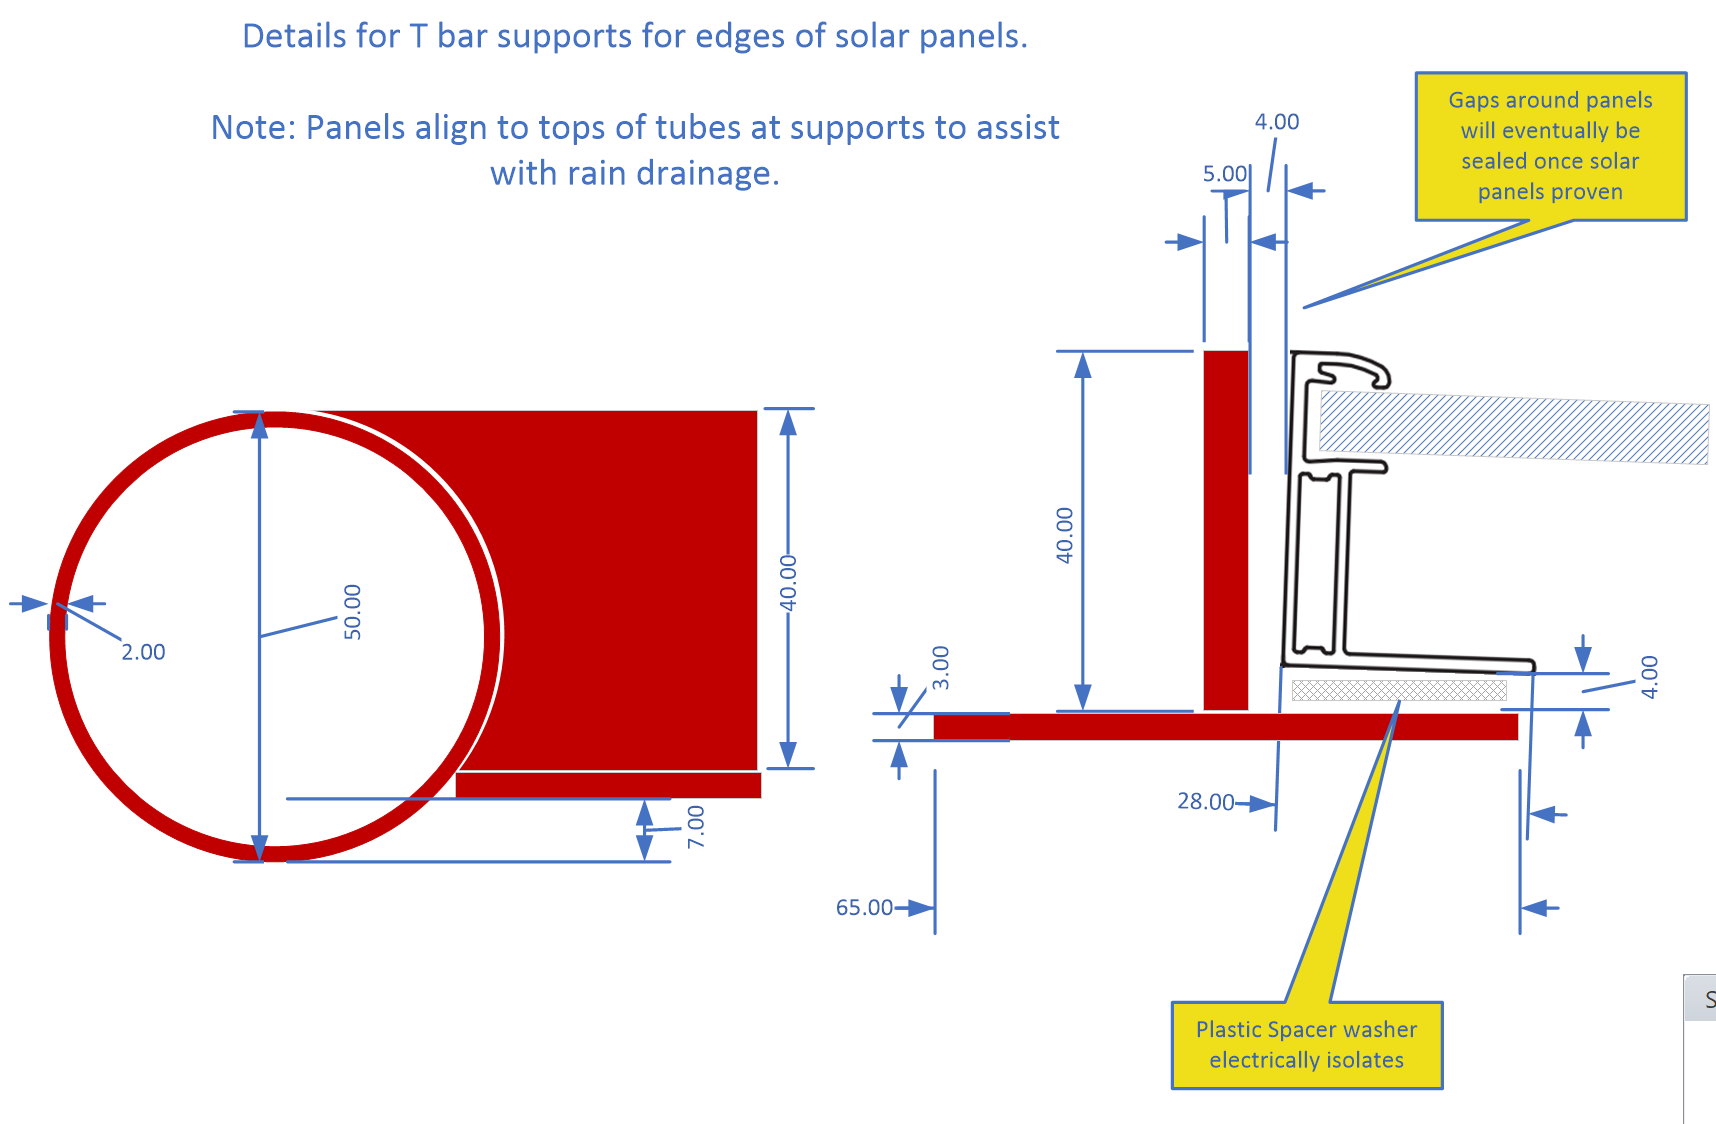 Details for T bar supports for edges of solar panels.
Note: Panels align to tops of tubes at supports to assist
with rain drainage.
Gaps around panels
will eventually be
sealed once solar
panels proven
4.00
5.00
40.00
3.00
4.00
28.00
65.00
2.00
50.00
40.00
7.00
Plastic Spacer washer
electrically isolates
S